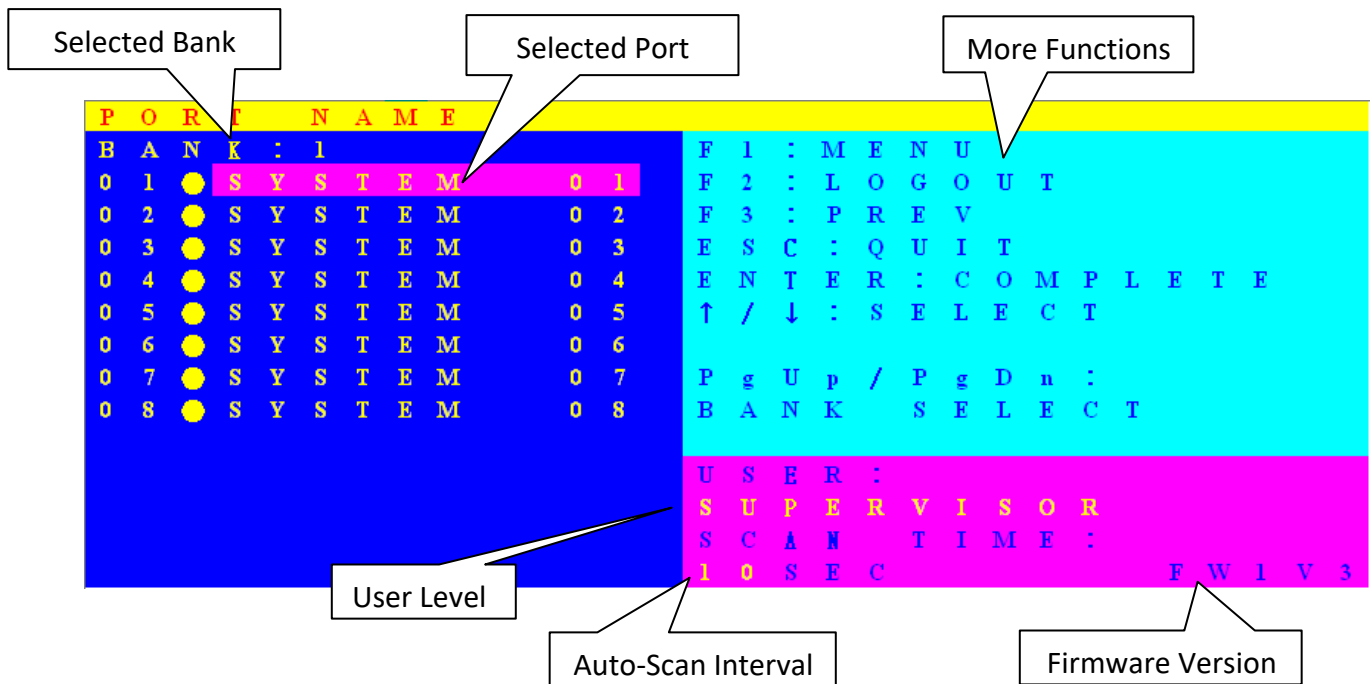 Selected Bank
Selected Port
More Functions
PORT NAME
BANK:1
01 SYSTEM 01
02 SYSTEM 02
03 SYSTEM 03
04 SYSTEM 04
05 SYSTEM 05
06 SYSTEM 06
07 SYSTEM 07
08 SYSTEM 08
F1:MENU
F2:LOGOUT
F3:PREV
ESC:QUIT
ENTER:COMPLETE
↑/↓:SELECT
PgUp/PgDn:
BANK SELECT
USER:
SUPERVISOR
SCAN TIME:
10SEC FW1V3
User Level
Auto-Scan Interval
Firmware Version